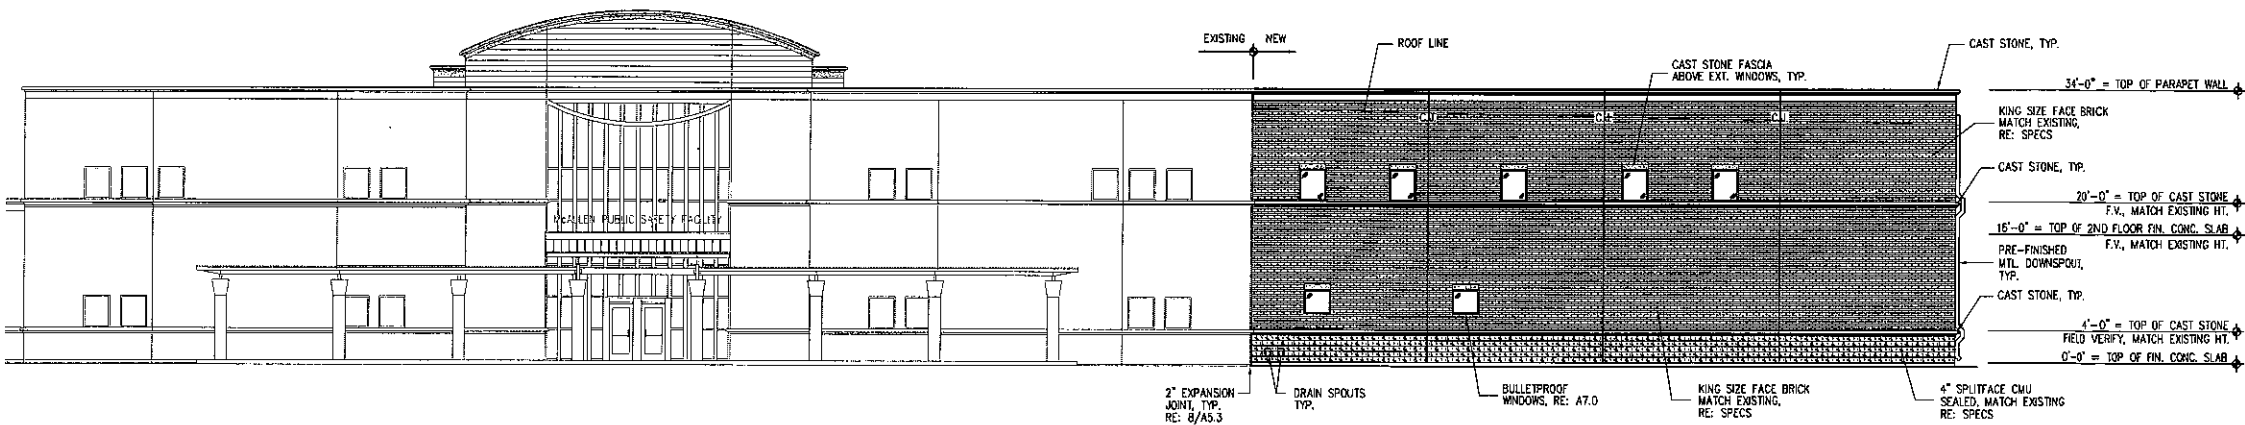 EXISTING NEW
ROOF LINE
CAST STONE FASCIA
ABOVE EXT. WINDOWS, TYP.
CAST STONE, TYP.
34'-0" = TOP OF PARAPET WALL
KING SIZE FACE BRICK
MATCH EXISTING,
RE: SPECS
C.J.
C.J.
CAST STONE, TYP.
20'-0" = TOP OF CAST STONE
F.V., MATCH EXISTING HT.
McALLEN PUBLIC SAFETY FACILITY
16'-0" = TOP OF 2ND FLOOR FIN. CONC. SLAB
F.V., MATCH EXISTING HT.
PRE-FINISHED
MTL. DOWNSPOUT,
TYP.
CAST STONE, TYP.
4'-0" = TOP OF CAST STONE
FIELD VERIFY, MATCH EXISTING HT.
0'-0" = TOP OF FIN. CONC. SLAB
2" EXPANSION
JOINT, TYP.
RE: 8/A5.3
DRAIN SPOUTS
TYP.
BULLETPROOF
WINDOWS, RE: A7.0
KING SIZE FACE BRICK
MATCH EXISTING,
RE: SPECS
4" SPLITFACE CMU
SEALED, MATCH EXISTING
RE: SPECS